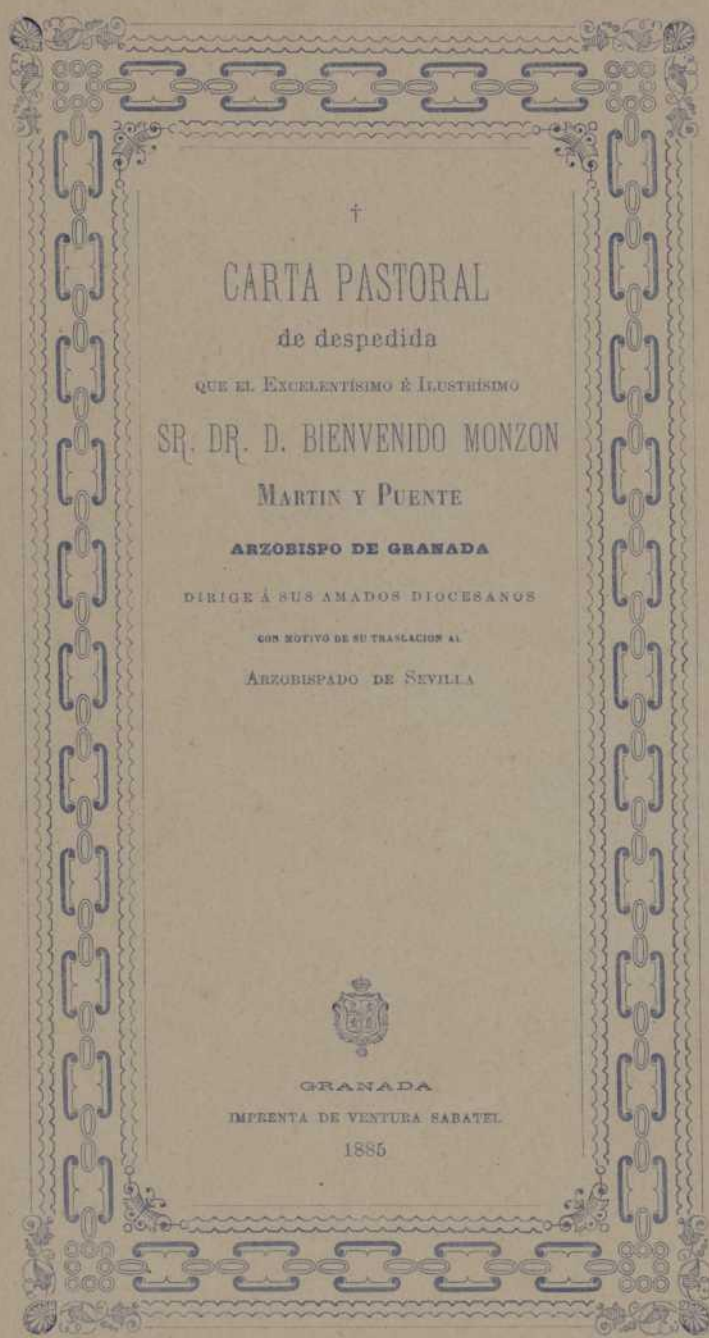 †
CARTA PASTORAL
de despedida
QUE EL EXCELENTÍSIMO É ILUSTRÍSIMO
SR. DR. D. BIENVENIDO MONZON
MARTIN Y PUENTE
ARZOBISPO DE GRANADA
DIRIGE Á SUS AMADOS DIOCESANOS
CON MOTIVO DE SU TRASLACION AL
ARZOBISPADO DE SEVILLA
GRANADA
IMPRENTA DE VENTURA SABATEL
1885